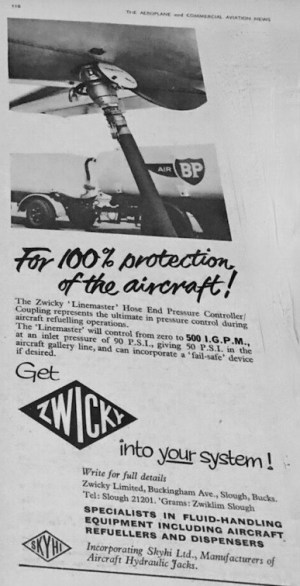 THE AEROPLANE and COMMERCIAL AVIATION NEWS
AIR BP
For 100% protection
of the aircraft!
The Zwicky 'Linemaster' Hose End Pressure Controller/
Coupling represents the ultimate in pressure control during
aircraft refuelling operations.
The 'Linemaster' will control from zero to 500 I.G.P.M.,
at an inlet pressure of 90 P.S.I., giving 50 P.S.I. in the
aircraft gallery line, and can incorporate a 'fail-safe' device
if desired.
Get
ZWICKY
into your system!
Write for full details
Zwicky Limited, Buckingham Ave., Slough, Bucks.
Tel: Slough 21201. 'Grams: Zwiklim Slough
SPECIALISTS IN FLUID-HANDLING
EQUIPMENT INCLUDING AIRCRAFT
REFUELLERS AND DISPENSERS
SKYHI
Incorporating Skyhi Ltd., Manufacturers of
Aircraft Hydraulic Jacks.